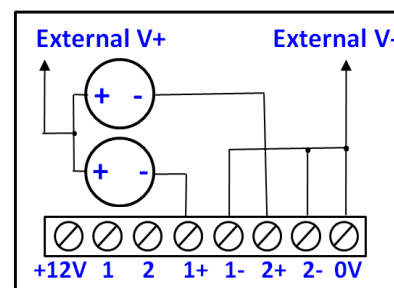 External V+ External V-
+ -
+ -
+12V 1 2 1+ 1- 2+ 2- 0V